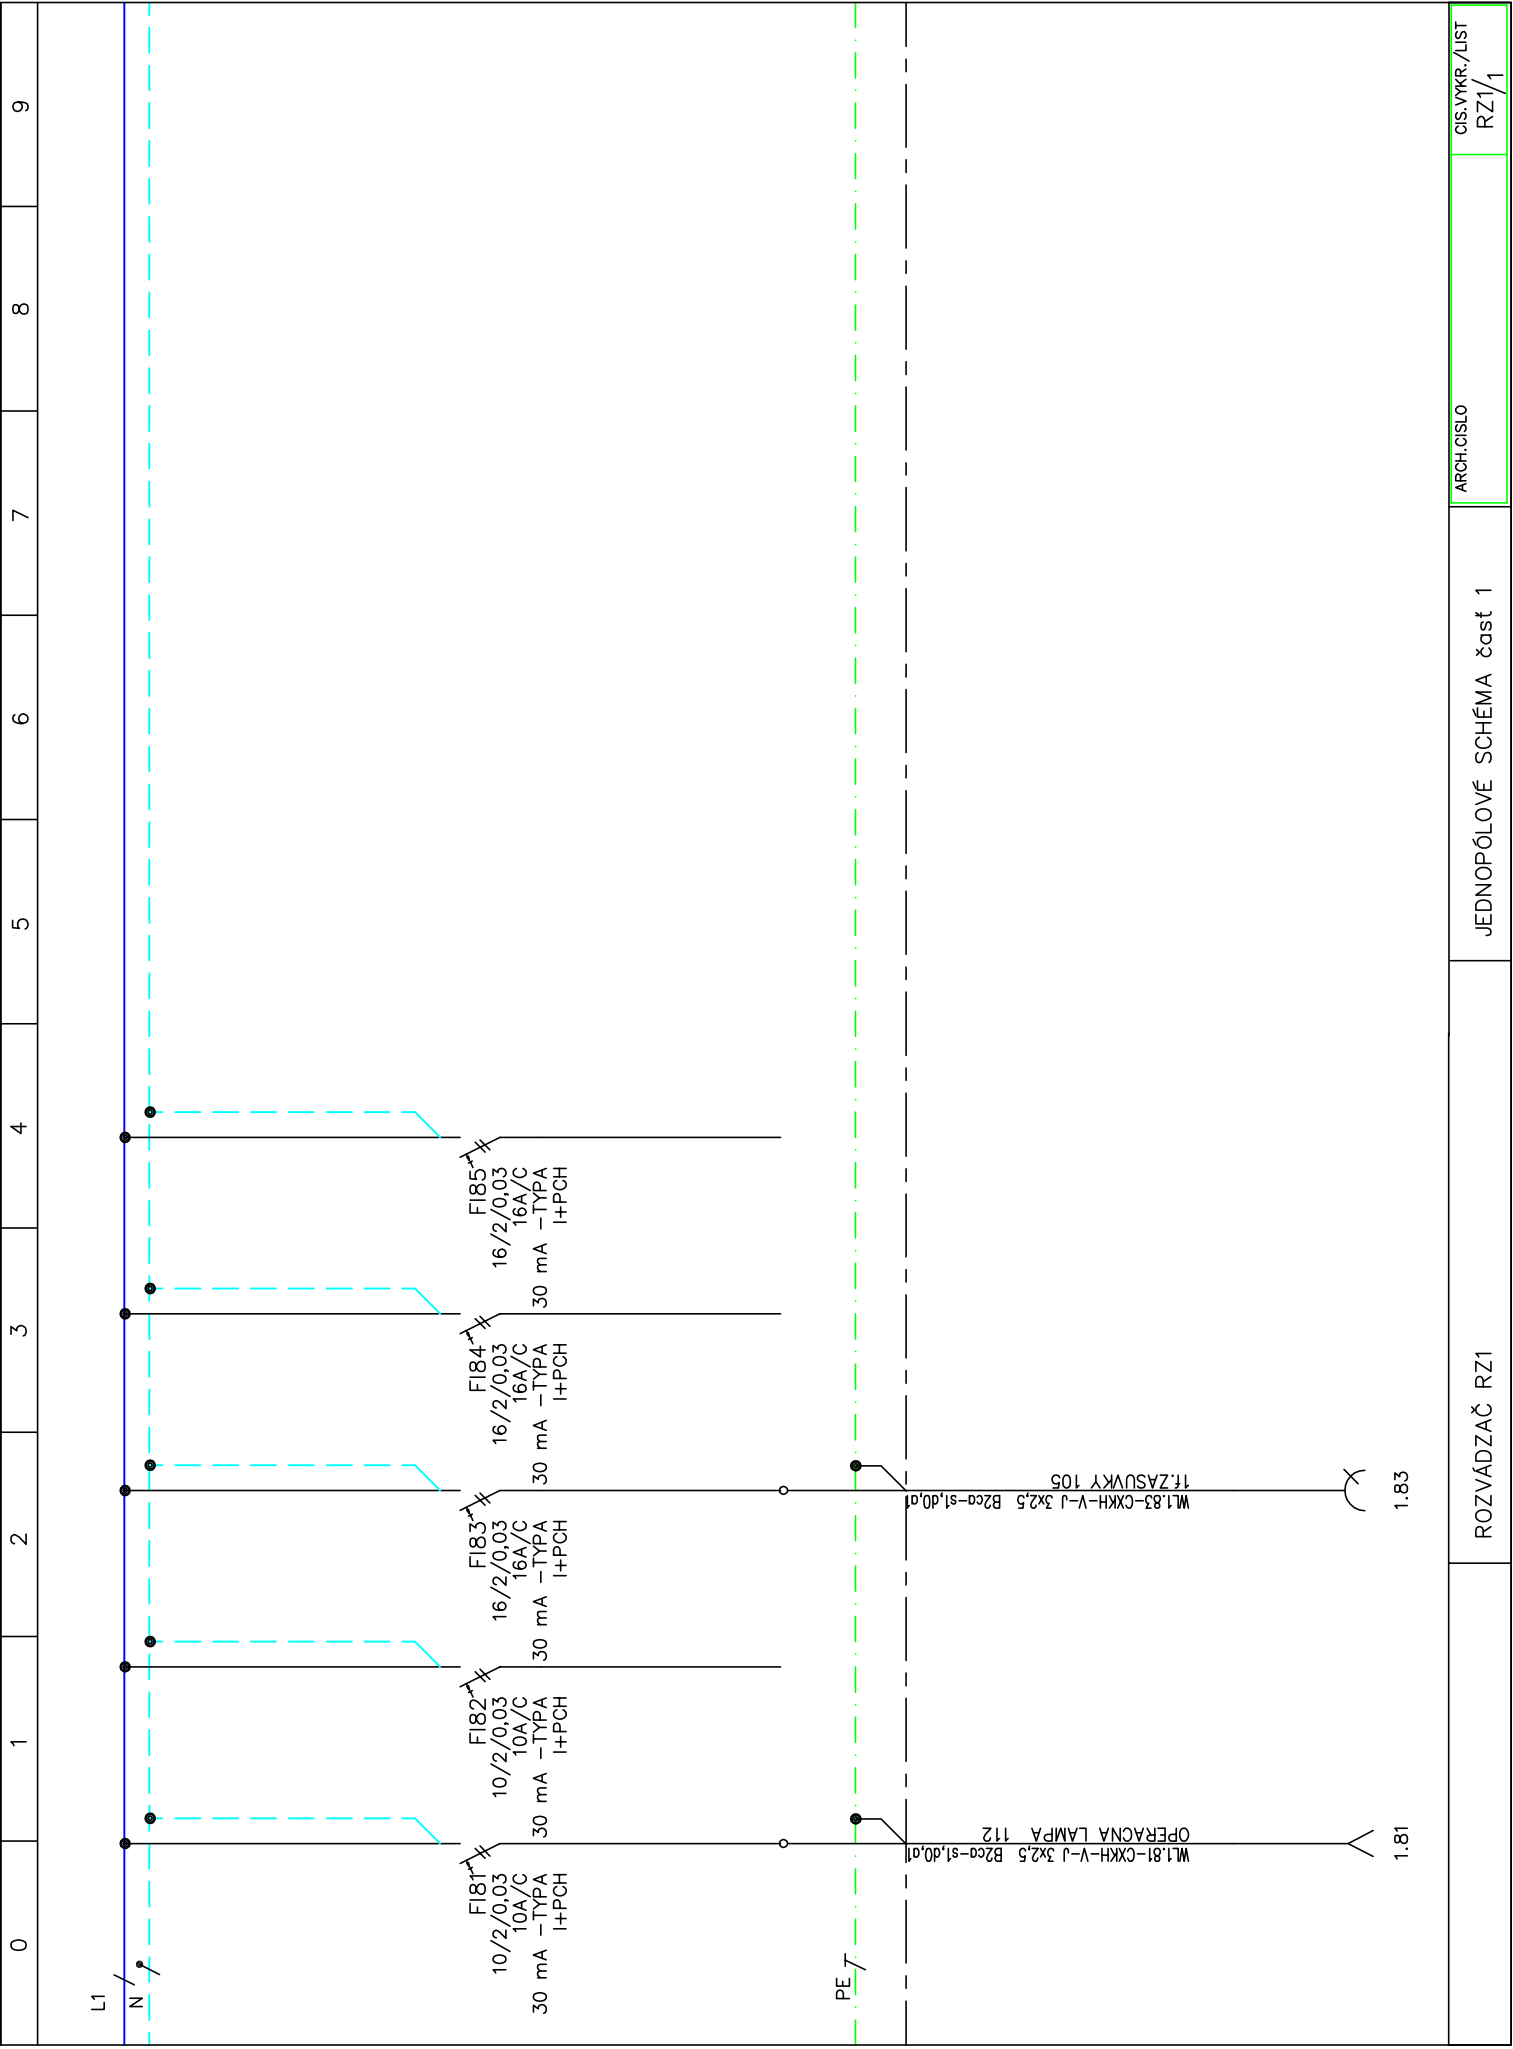 0 1 2 3 4 5 6 7 8 9
L1
N
FI81
10/2/0,03
10A/C
30 mA -TYPA
I+PCH
FI82
10/2/0,03
10A/C
30 mA -TYPA
I+PCH
FI83
16/2/0,03
16A/C
30 mA -TYPA
I+PCH
FI84
16/2/0,03
16A/C
30 mA -TYPA
I+PCH
FI85
16/2/0,03
16A/C
30 mA -TYPA
I+PCH
PE
WL1.81-CXKH-V-J 3x2,5 B2ca-s1,d0,a1
OPERACNA LAMPA 112
1.81
WL1.83-CXKH-V-J 3x2,5 B2ca-s1,d0,a1
1f.ZASUVKY 105
1.83
ROZVÁDZAČ RZ1
JEDNOPÓLOVÉ SCHÉMA časť 1
ARCH.CISLO
CIS.VYKR./LIST
RZ1/1